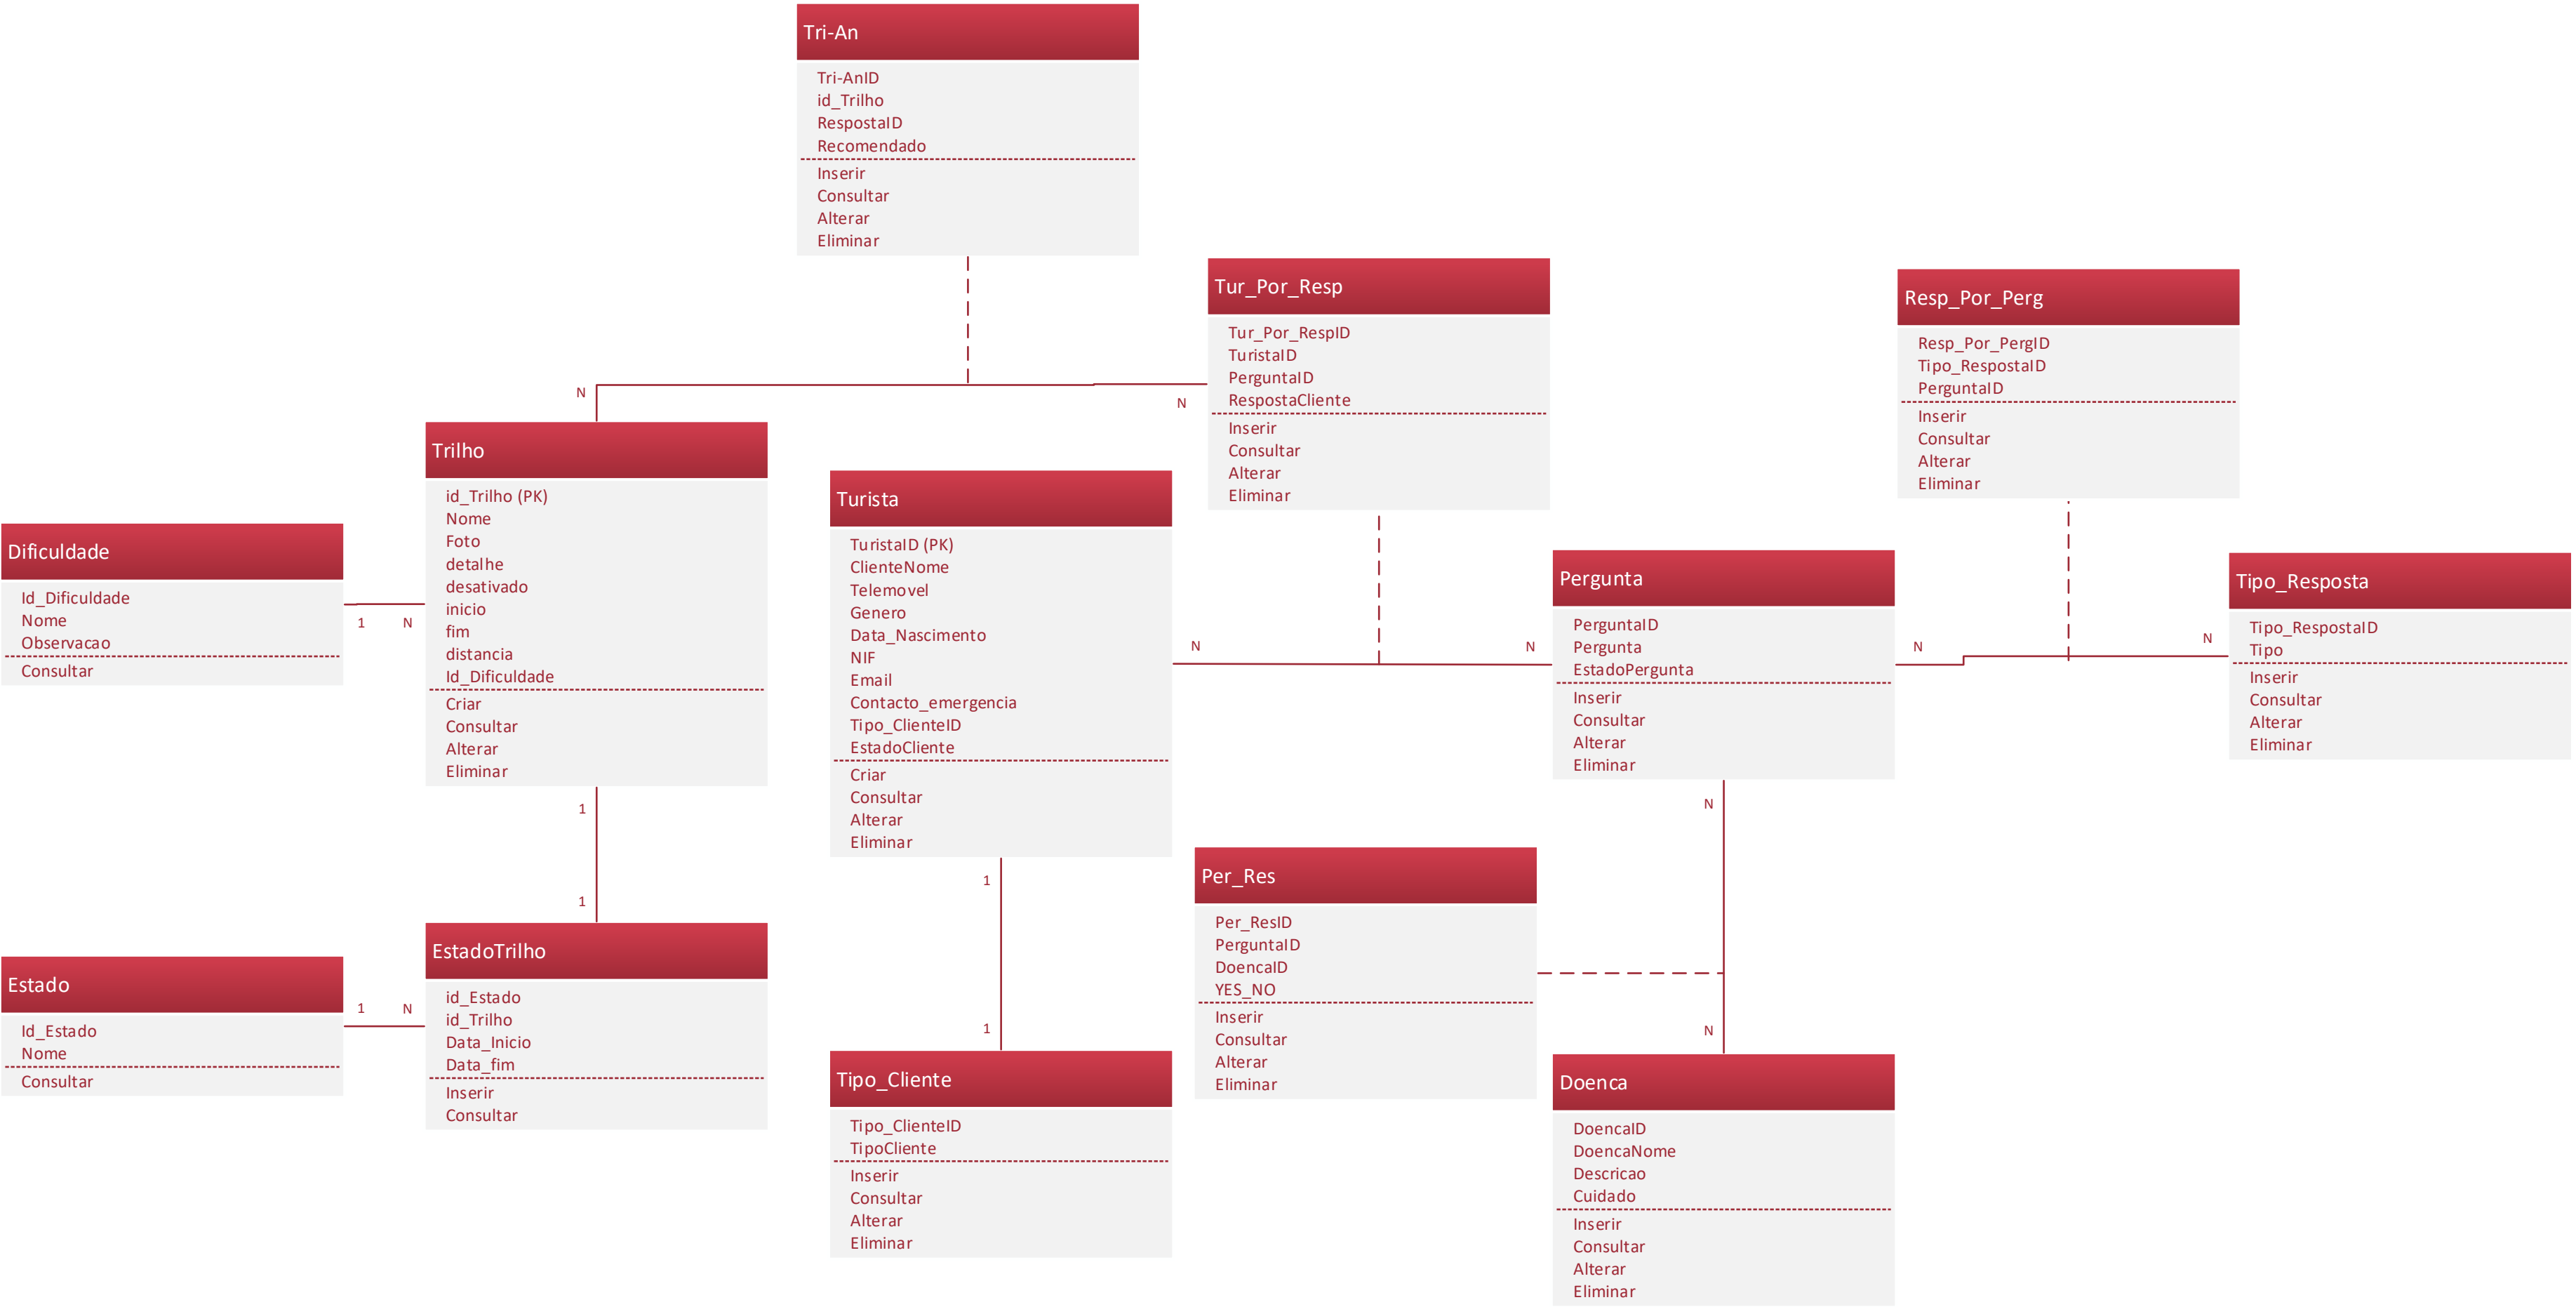 Tri-An
Tri-AnID
id_Trilho
RespostaID
Recomendado
Inserir
Consultar
Alterar
Eliminar
Tur_Por_Resp
Tur_Por_RespID
TuristaID
PerguntaID
RespostaCliente
Inserir
Consultar
Alterar
Eliminar
Resp_Por_Perg
Resp_Por_PergID
Tipo_RespostaID
PerguntaID
Inserir
Consultar
Alterar
Eliminar
N
N
Trilho
id_Trilho (PK)
Nome
Foto
detalhe
desativado
inicio
fim
distancia
Id_Dificuldade
Criar
Consultar
Alterar
Eliminar
Turista
TuristaID (PK)
ClienteNome
Telemovel
Genero
Data_Nascimento
NIF
Email
Contacto_emergencia
Tipo_ClienteID
EstadoCliente
Criar
Consultar
Alterar
Eliminar
Dificuldade
Id_Dificuldade
Nome
Observacao
Consultar
1
N
N
N
Pergunta
PerguntaID
Pergunta
EstadoPergunta
Inserir
Consultar
Alterar
Eliminar
N
N
Tipo_Resposta
Tipo_RespostaID
Tipo
Inserir
Consultar
Alterar
Eliminar
1
1
N
N
1
1
Per_Res
Per_ResID
PerguntaID
DoencaID
YES_NO
Inserir
Consultar
Alterar
Eliminar
EstadoTrilho
id_Estado
id_Trilho
Data_Inicio
Data_fim
Inserir
Consultar
Estado
Id_Estado
Nome
Consultar
1
N
Tipo_Cliente
Tipo_ClienteID
TipoCliente
Inserir
Consultar
Alterar
Eliminar
Doenca
DoencaID
DoencaNome
Descricao
Cuidado
Inserir
Consultar
Alterar
Eliminar